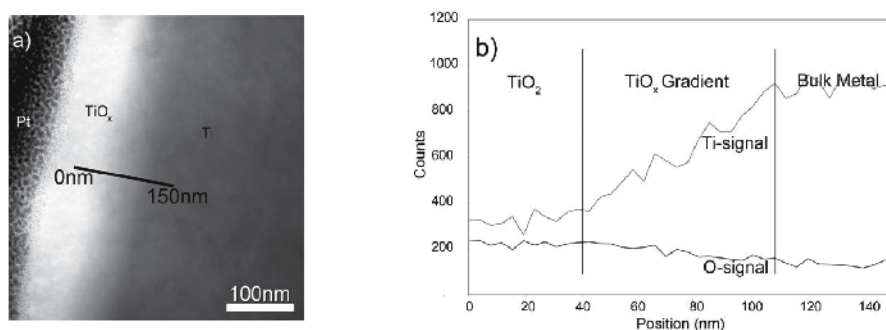 a)
Pt
TiOx
Ti
0nm
150nm
100nm
b)
1200
1000
800
600
400
200
0
Counts
TiO2
TiOx Gradient
Bulk Metal
Ti-signal
O-signal
0 20 40 60 80 100 120 140
Position (nm)